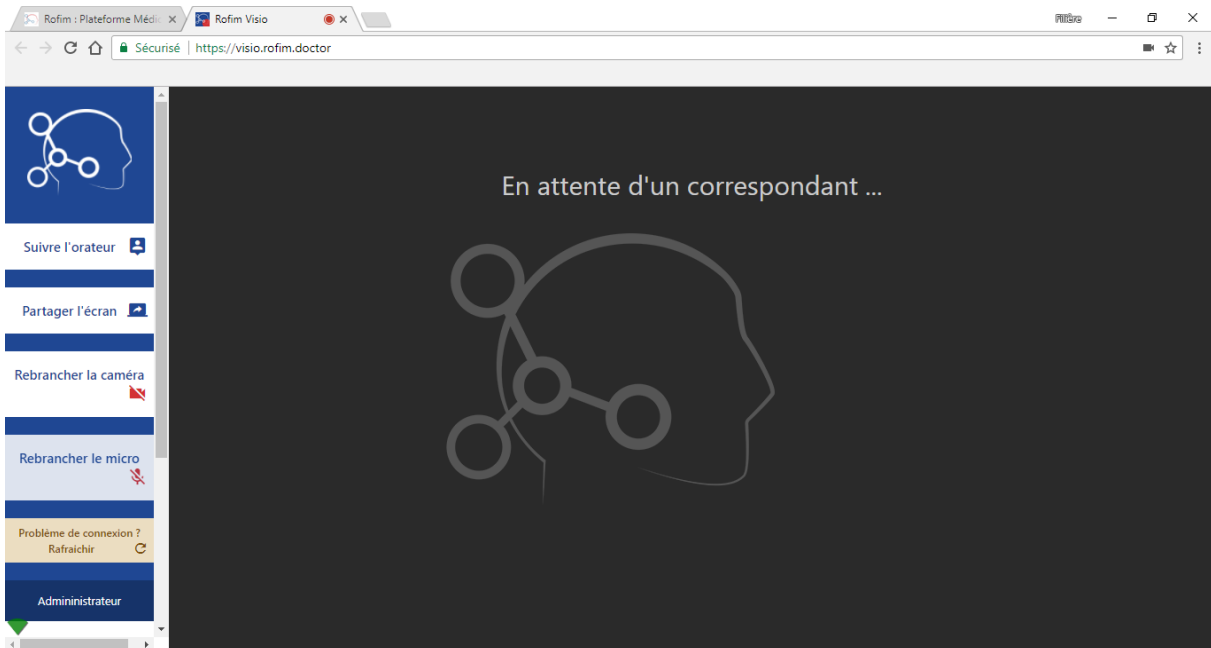 Rofim : Plateforme Médic
Rofim Visio
Filière
Sécurisé
https://visio.rofim.doctor
En attente d'un correspondant ...
Suivre l'orateur
Partager l'écran
Rebrancher la caméra
Rebrancher le micro
Problème de connexion ?
Rafraichir
Admininistrateur